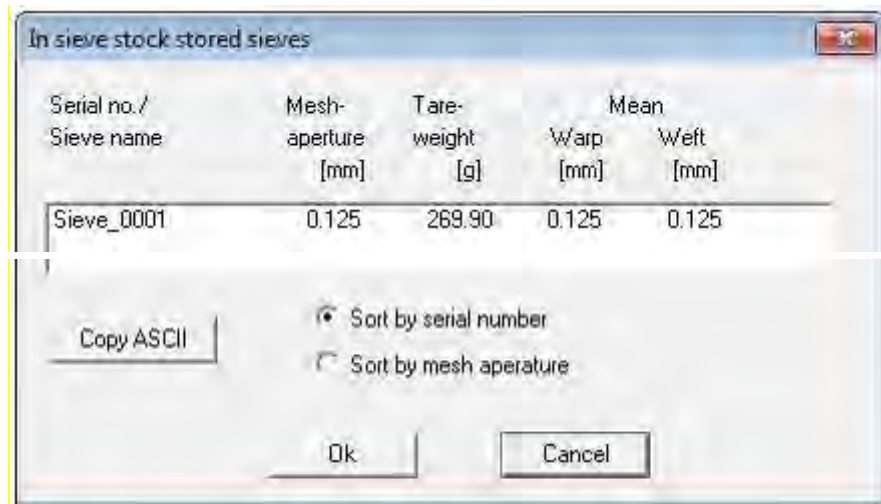 In sieve stock stored sieves
Serial no./ Mesh- Tare- Mean
Sieve name aperture weight Warp Weft
[mm] [g] [mm] [mm]
Sieve_0001 0.125 269.90 0.125 0.125
Sort by serial number
Copy ASCII
Sort by mesh aperature
Ok Cancel